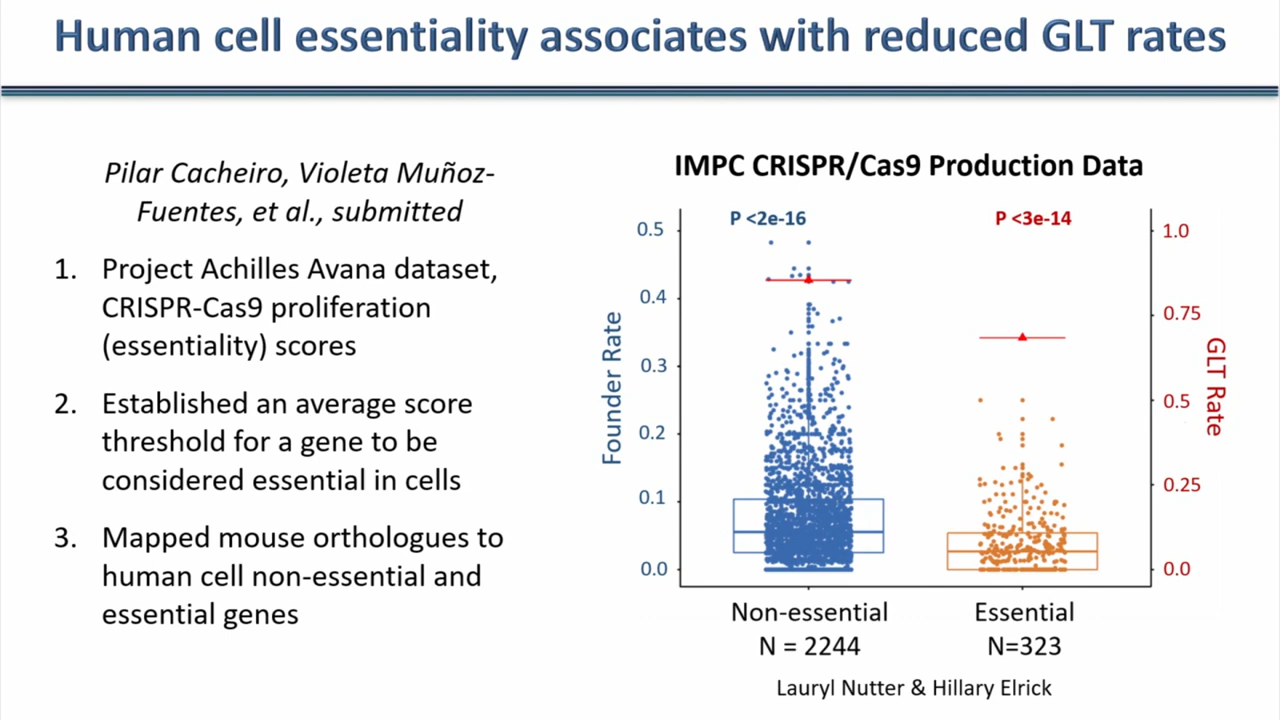 Human cell essentiality associates with reduced GLT rates
Pilar Cacheiro, Violeta Muñoz-
Fuentes, et al., submitted
1. Project Achilles Avana dataset,
CRISPR-Cas9 proliferation
(essentiality) scores
2. Established an average score
threshold for a gene to be
considered essential in cells
3. Mapped mouse orthologues to
human cell non-essential and
essential genes
IMPC CRISPR/Cas9 Production Data
P <2e-16
P <3e-14
Founder Rate
0.5
0.4
0.3
0.2
0.1
0.0
1.0
0.75
0.5
0.25
0.0
GLT Rate
Non-essential
N = 2244
Essential
N=323
Lauryl Nutter & Hillary Elrick